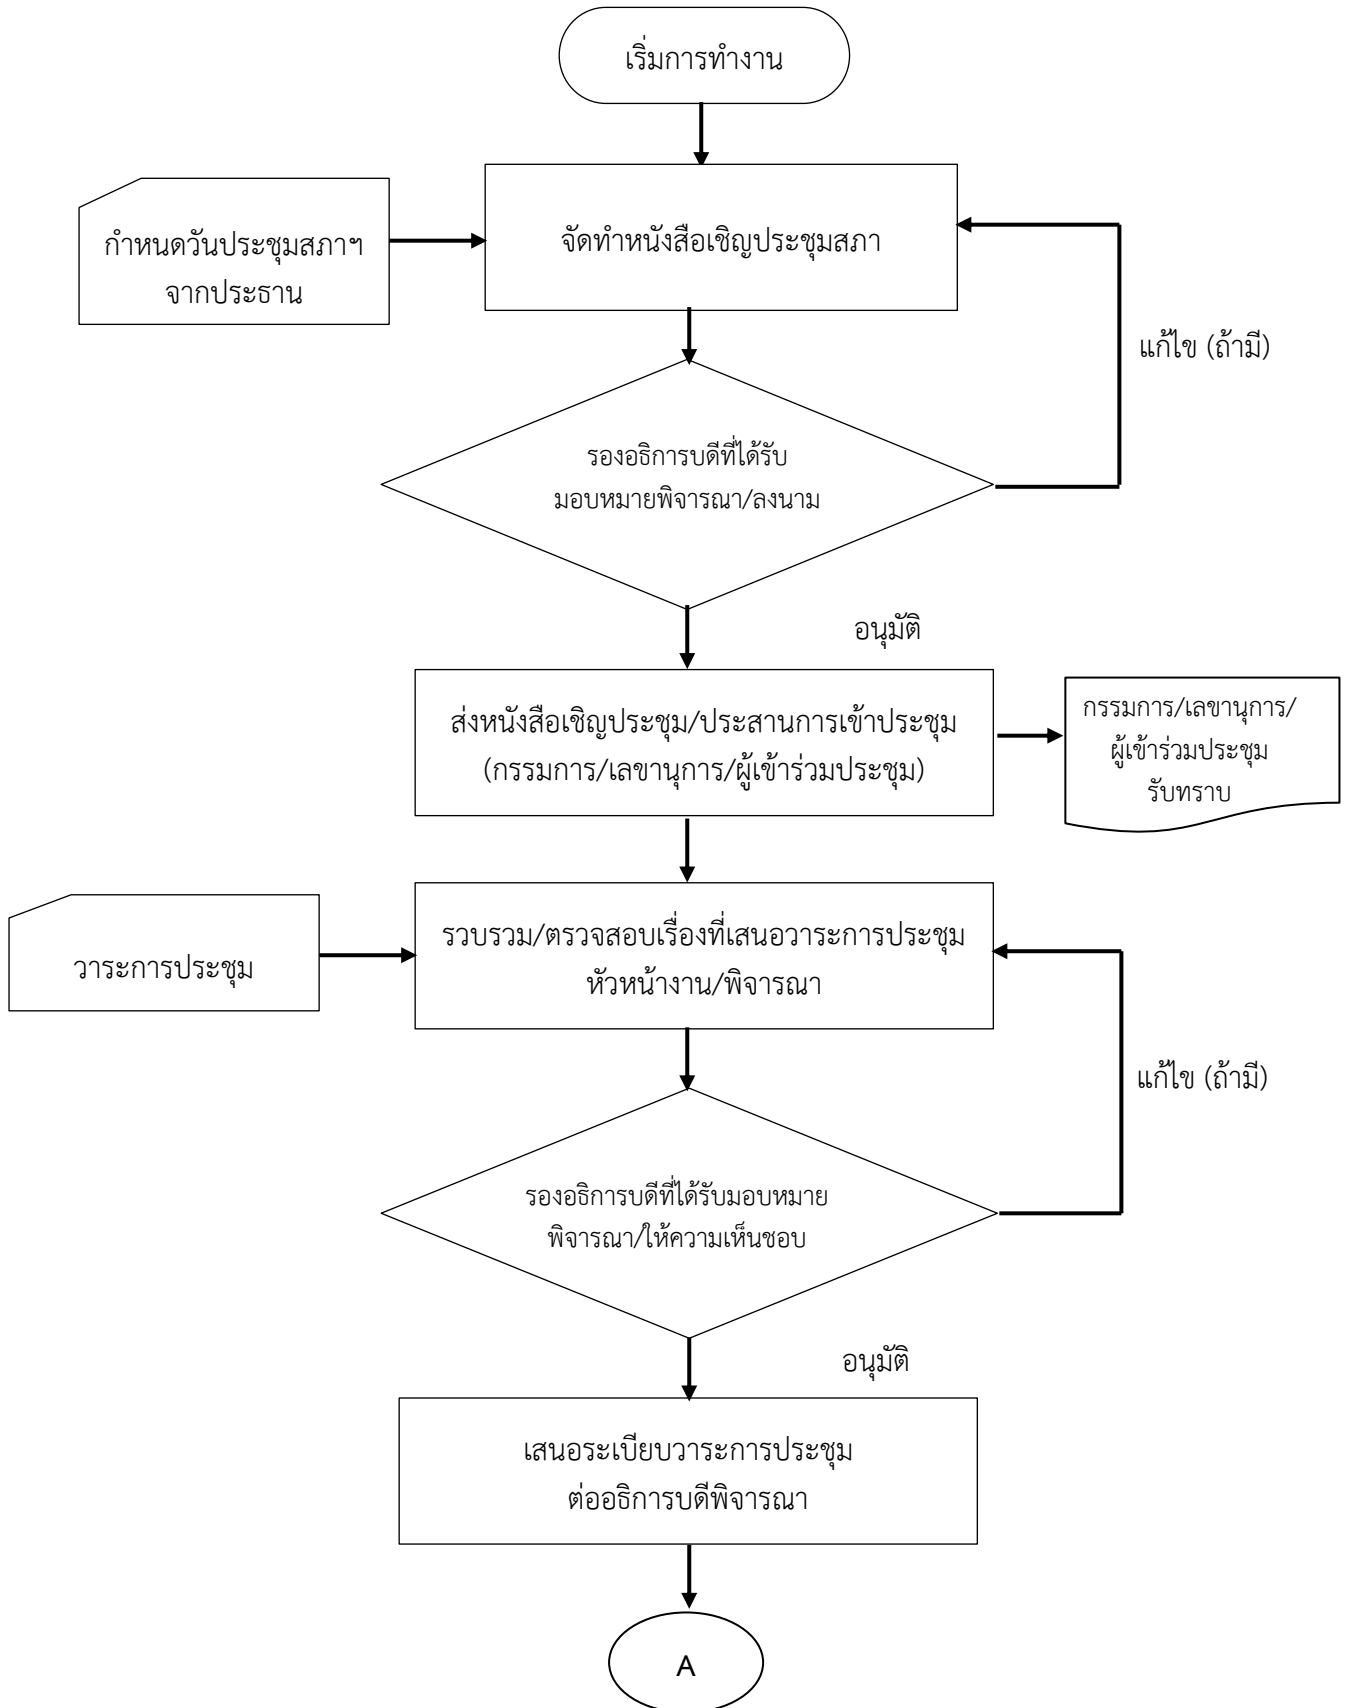 เริ่มการทำงาน
กำหนดวันประชุมสภาฯ
จากประธาน
จัดทำหนังสือเชิญประชุมสภา
แก้ไข (ถ้ามี)
รองอธิการบดีที่ได้รับ
มอบหมายพิจารณา/ลงนาม
อนุมัติ
ส่งหนังสือเชิญประชุม/ประสานการเข้าประชุม
(กรรมการ/เลขานุการ/ผู้เข้าร่วมประชุม)
กรรมการ/เลขานุการ/
ผู้เข้าร่วมประชุม
รับทราบ
วาระการประชุม
รวบรวม/ตรวจสอบเรื่องที่เสนอวาระการประชุม
หัวหน้างาน/พิจารณา
แก้ไข (ถ้ามี)
รองอธิการบดีที่ได้รับมอบหมาย
พิจารณา/ให้ความเห็นชอบ
อนุมัติ
เสนอระเบียบวาระการประชุม
ต่ออธิการบดีพิจารณา
A